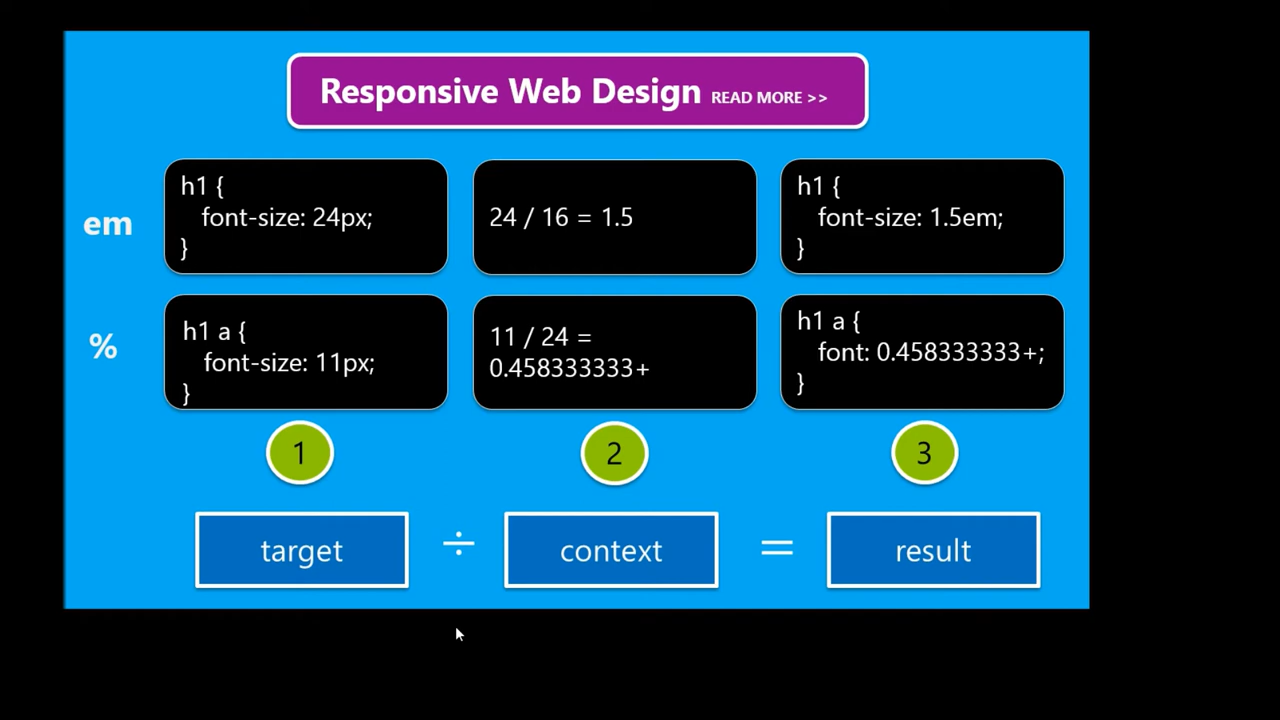 Responsive Web Design READ MORE >>
em
h1 {
font-size: 24px;
}
24 / 16 = 1.5
h1 {
font-size: 1.5em;
}
%
h1 a {
font-size: 11px;
}
11 / 24 =
0.458333333+
h1 a {
font: 0.458333333+;
}
1
2
3
target ÷ context = result